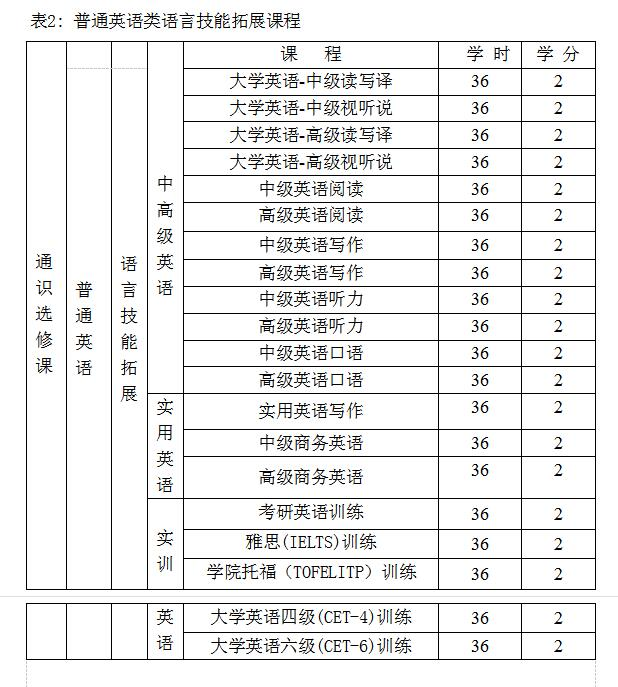 表2: 普通英语类语言技能拓展课程
课 程 学 时 学 分
通识选修课
普通英语
语言技能拓展
中高级英语
大学英语-中级读写译 36 2
大学英语-中级视听说 36 2
大学英语-高级读写译 36 2
大学英语-高级视听说 36 2
中级英语阅读 36 2
高级英语阅读 36 2
中级英语写作 36 2
高级英语写作 36 2
中级英语听力 36 2
高级英语听力 36 2
中级英语口语 36 2
高级英语口语 36 2
实用英语
实用英语写作 36 2
中级商务英语 36 2
高级商务英语 36 2
实训
考研英语训练 36 2
雅思(IELTS)训练 36 2
学院托福（TOFELITP）训练 36 2
英语
大学英语四级(CET-4)训练 36 2
大学英语六级(CET-6)训练 36 2